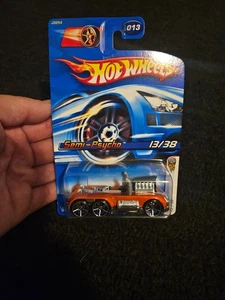 013
HOT WHEELS
Semi-Psycho
13/38